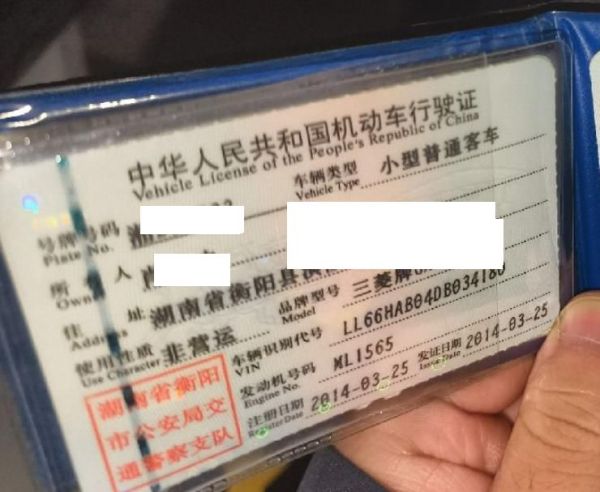 中华人民共和国机动车行驶证
Vehicle License of the People's Republic of China
号牌号码
Plate No.
车辆类型 小型普通客车
Vehicle Type
所有人
Owner
住址 湖南省衡阳县
Address
使用性质 非营运
Use Character
品牌型号 三菱牌
Model
车辆识别代号 LL66HAB04DB034180
VIN
发动机号码 ML1565
Engine No.
注册日期 2014-03-25 发证日期 2014-03-25
Register Date Issue Date
湖南省衡阳
市公安局交
通警察支队